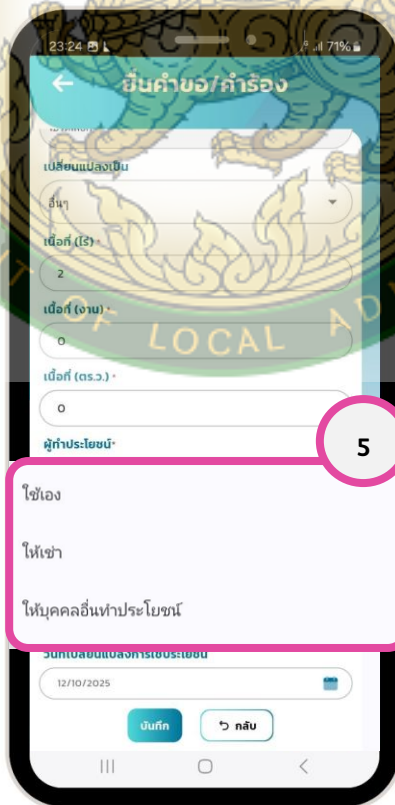 23:24
71%
ยื่นคำขอ/คำร้อง
เปลี่ยนแปลงเป็น
อื่นๆ
เนื้อที่ (ไร่) *
2
เนื้อที่ (งาน) *
0
OF LOCAL AD
เนื้อที่ (ตร.ว.) *
0
ผู้ทำประโยชน์*
5
ใช้เอง
ให้เช่า
ให้บุคคลอื่นทำประโยชน์
วันที่เปลี่ยนแปลงการใช้ประโยชน์
12/10/2025
บันทึก
กลับ